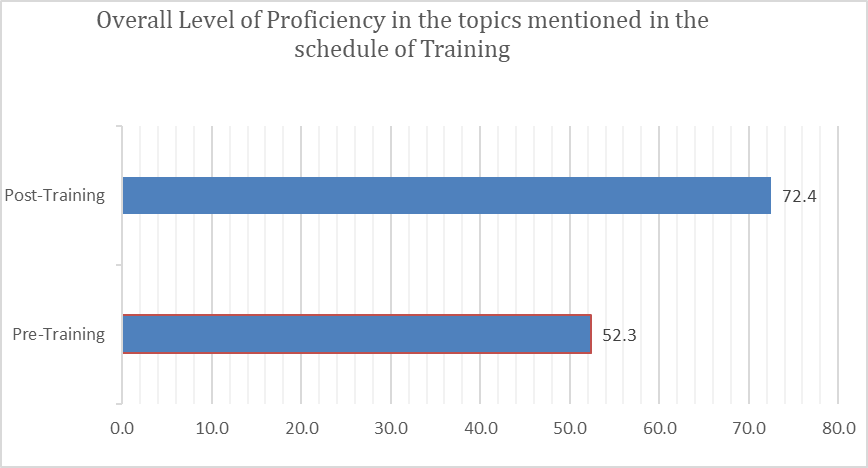 Overall Level of Proficiency in the topics mentioned in the
schedule of Training
Post-Training
72.4
Pre-Training
52.3
0.0 10.0 20.0 30.0 40.0 50.0 60.0 70.0 80.0